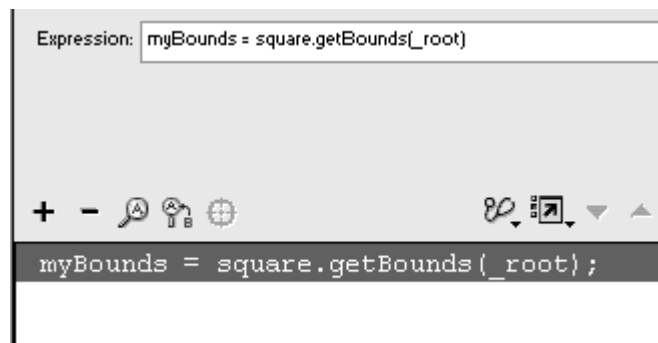 Expression: myBounds = square.getBounds(_root)
myBounds = square.getBounds(_root);